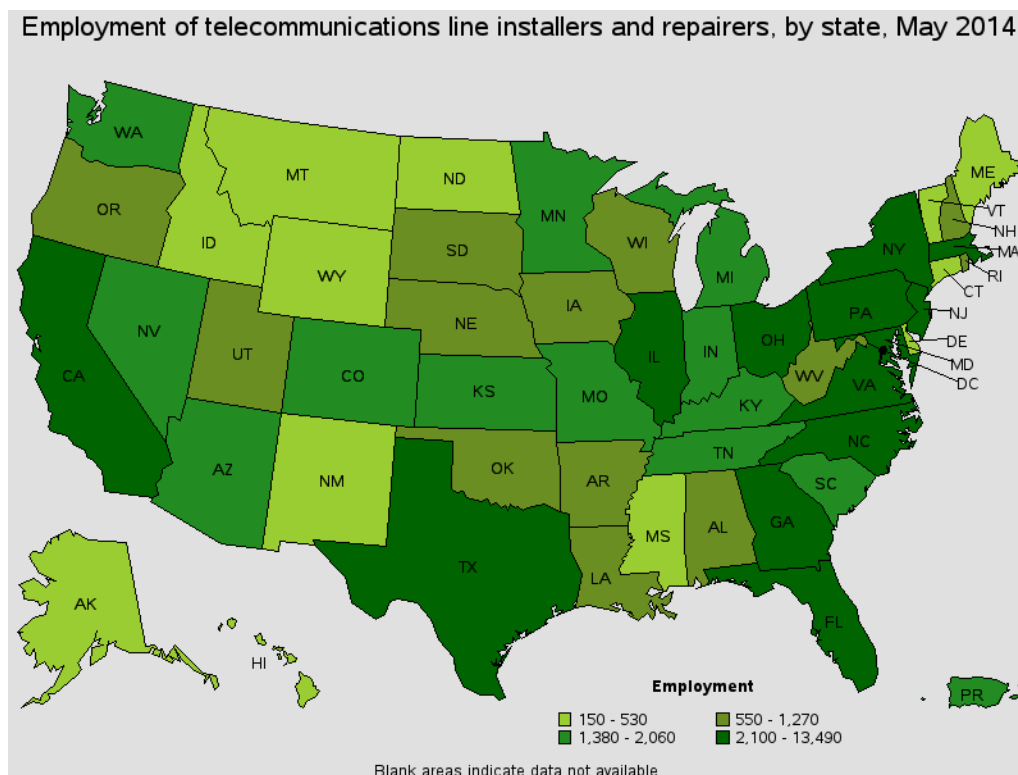 Employment of telecommunications line installers and repairers, by state, May 2014
WA
MT
ND
MN
ME
OR
ID
SD
WI
MI
NY
VT
NH
MA
RI
CT
WY
NE
IA
PA
NJ
NV
UT
CO
KS
MO
IL
IN
OH
WV
VA
DE
MD
DC
CA
KY
AZ
NM
OK
AR
TN
NC
SC
MS
AL
GA
TX
LA
FL
AK
HI
PR
Employment
150 - 530
550 - 1,270
1,380 - 2,060
2,100 - 13,490
Blank areas indicate data not available